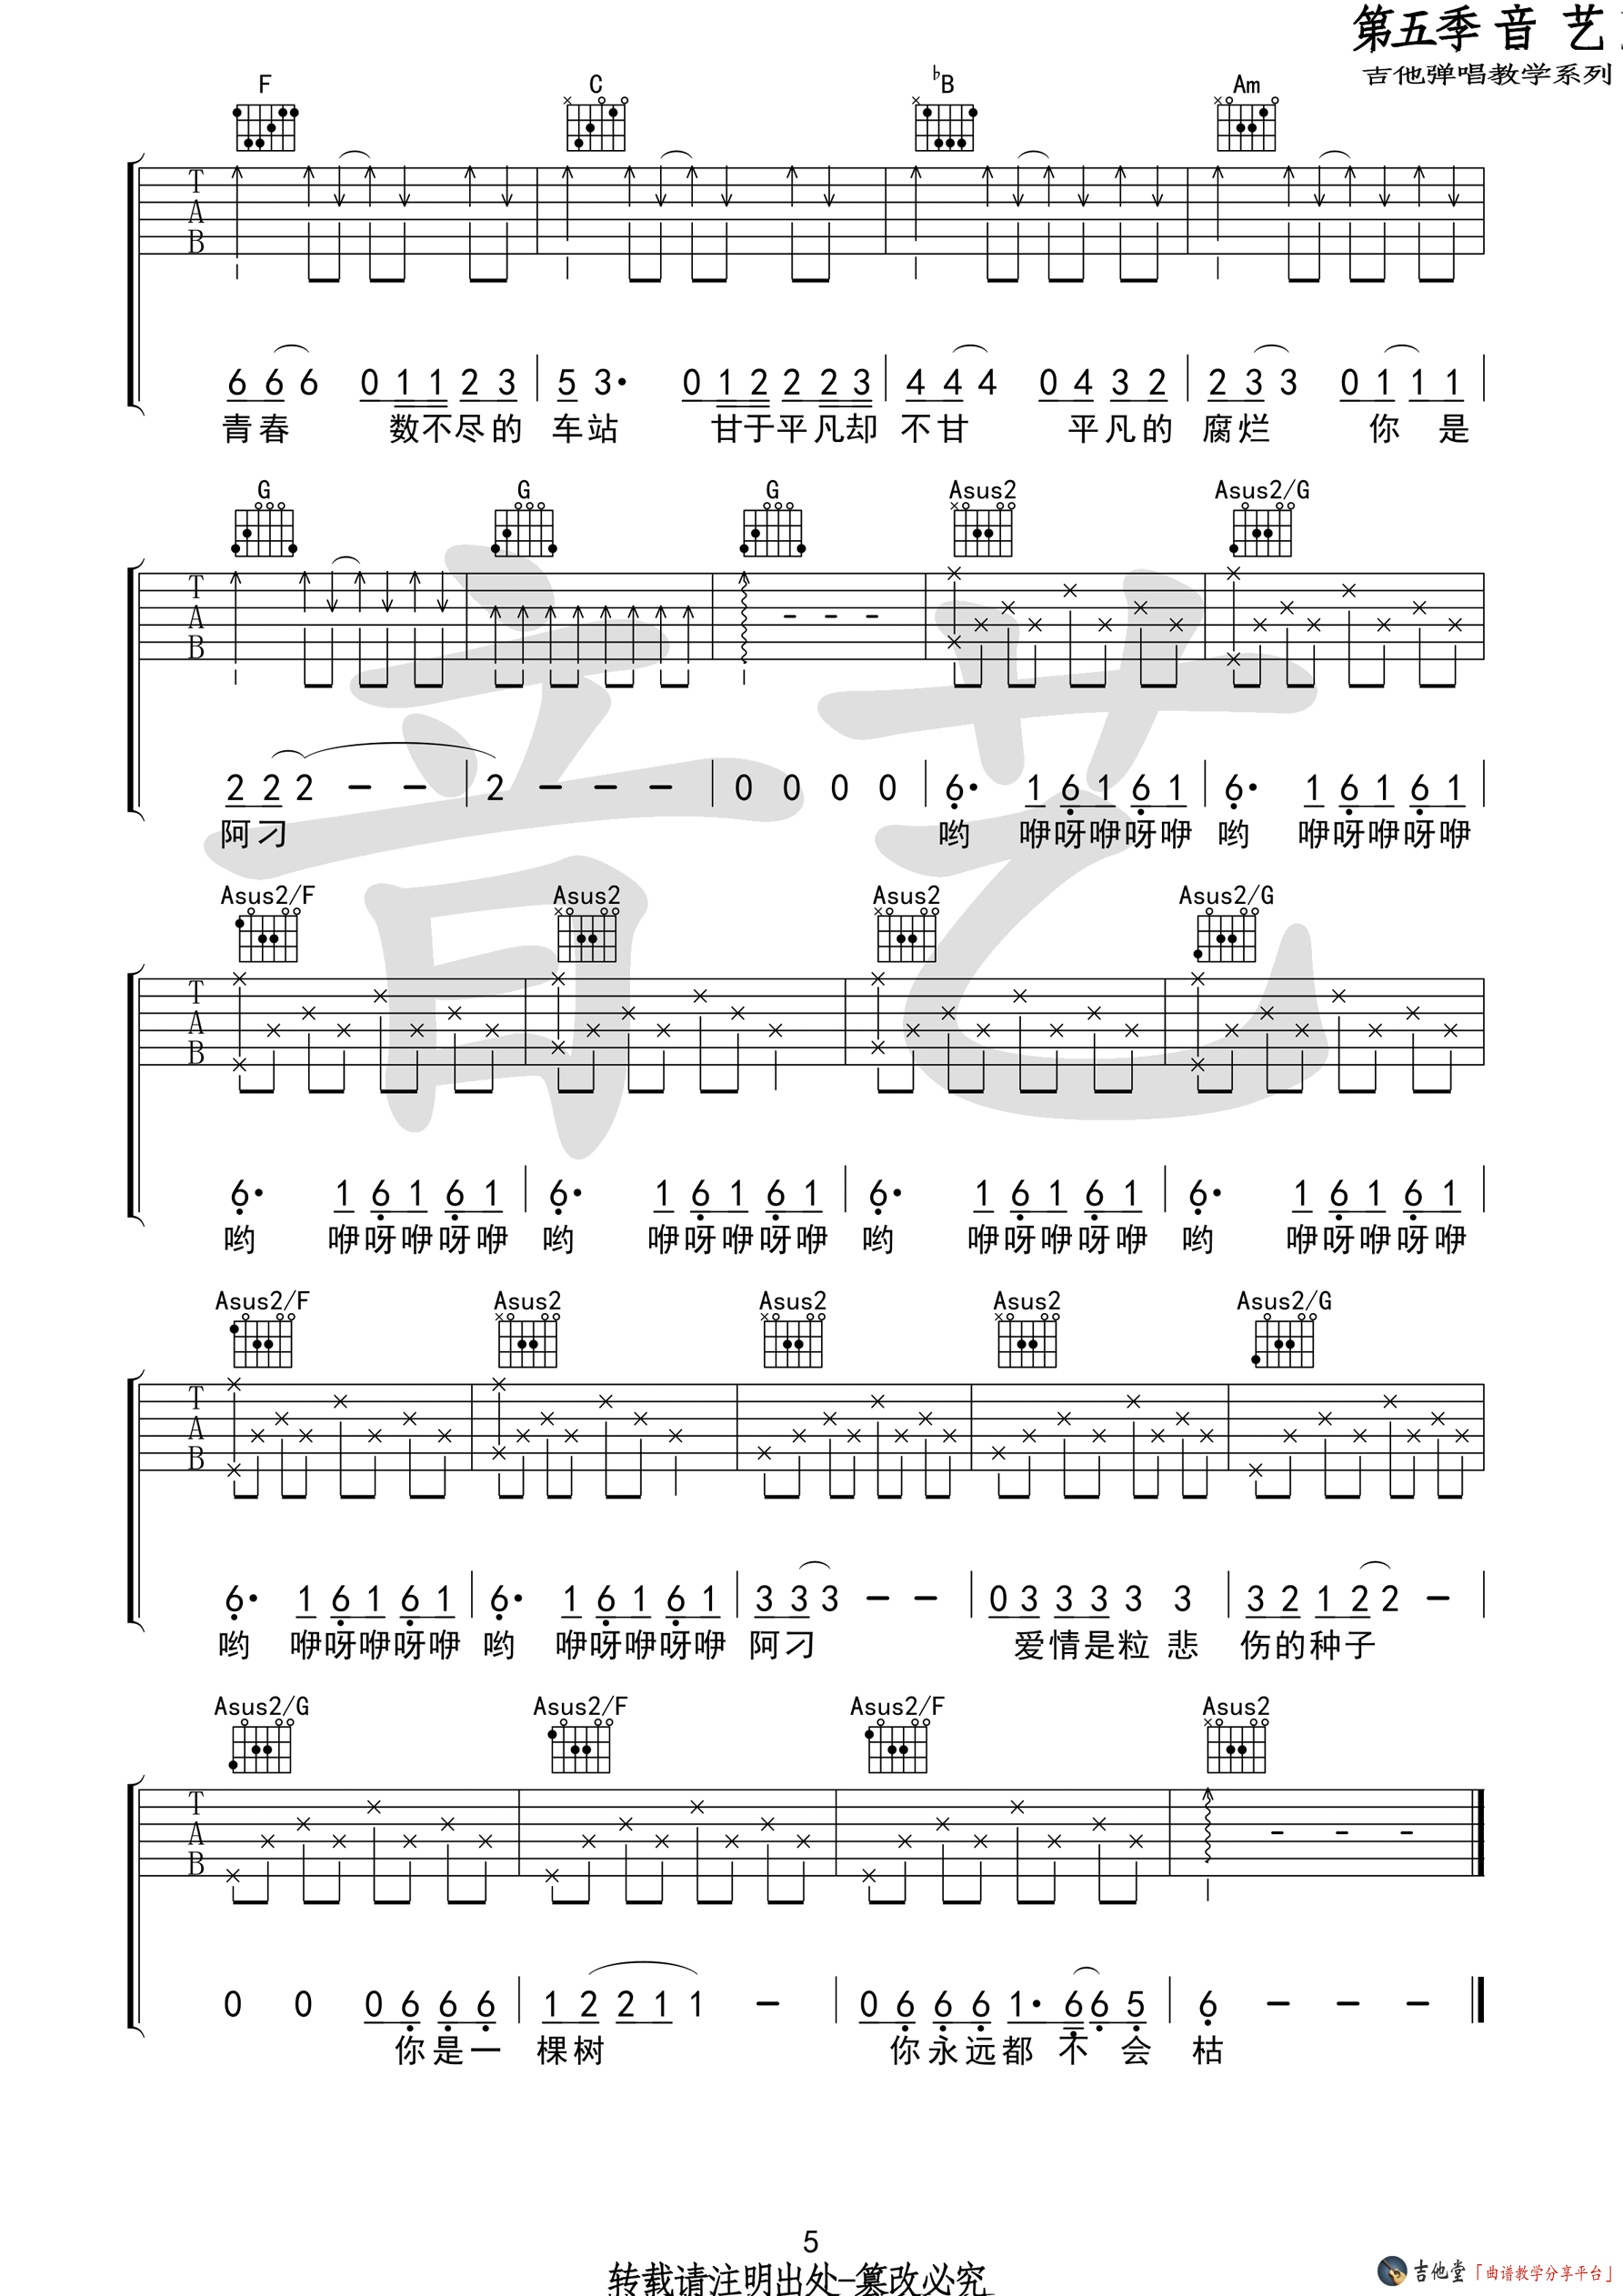 第五季 音 艺
吉他弹唱教学系列
F C ♭B Am
T
A
B
6 6 6 0 1 1 2 3 | 5 3· 0 1 2 2 2 3 | 4 4 4 0 4 3 2 | 2 3 3 0 1 1 1 |
青春 数不尽的 车站 甘于平凡却 不甘 平凡的 腐烂 你 是
G G G Asus2 Asus2/G
T
A
B
2 2 2 - - | 2 - - - | 0 0 0 0 | 6· 1 6 1 6 1 | 6· 1 6 1 6 1 |
阿刁 哟 咿呀咿呀咿 哟 咿呀咿呀咿
Asus2/F Asus2 Asus2 Asus2/G
T
A
B
6· 1 6 1 6 1 | 6· 1 6 1 6 1 | 6· 1 6 1 6 1 | 6· 1 6 1 6 1 |
哟 咿呀咿呀咿 哟 咿呀咿呀咿 哟 咿呀咿呀咿 哟 咿呀咿呀咿
Asus2/F Asus2 Asus2 Asus2 Asus2/G
T
A
B
6· 1 6 1 6 1 | 6· 1 6 1 6 1 | 3 3 3 - - | 0 3 3 3 3 3 | 3 2 1 2 2 - |
哟 咿呀咿呀咿 哟 咿呀咿呀咿 阿刁 爱情是粒 悲 伤的种子
Asus2/G Asus2/F Asus2/F Asus2
T
A
B
0 0 0 6 6 6 | 1 2 2 1 1 - | 0 6 6 6 1· 6 6 5 | 6 - - -
你是一 棵树 你永远都 不 会 枯
音艺
5
转载请注明出处-篡改必究
吉他堂「曲谱教学分享平台」